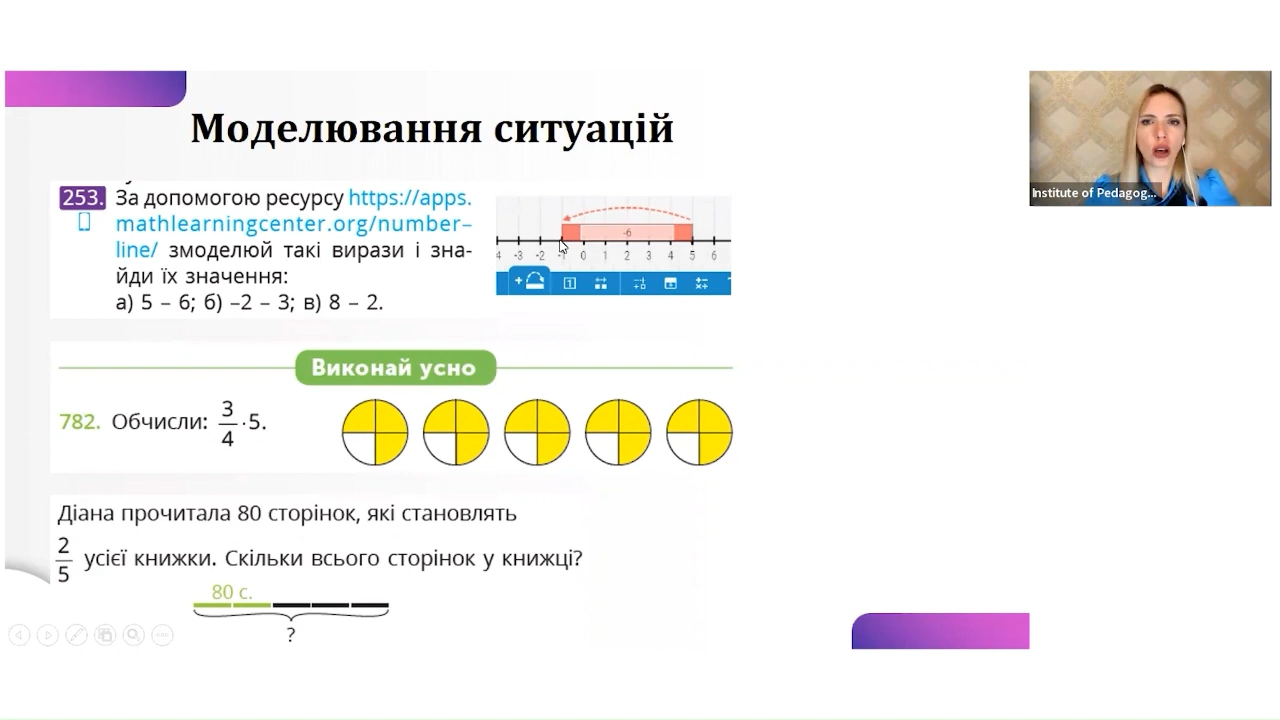 Моделювання ситуацій
Institute of Pedagog...
253. За допомогою ресурсу https://apps.
mathlearningcenter.org/number–
line/ змоделюй такі вирази і зна-
йди їх значення:
а) 5 – 6; б) –2 – 3; в) 8 – 2.
-6
4 -3 -2 -1 0 1 2 3 4 5 6
Виконай усно
782. Обчисли: 3/4 · 5.
Діана прочитала 80 сторінок, які становлять
2/5 усієї книжки. Скільки всього сторінок у книжці?
80 с.
?